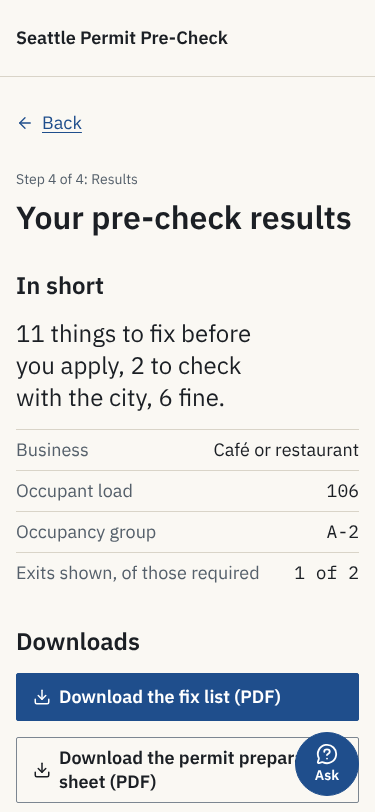 Seattle Permit Pre-Check
Back
Step 4 of 4: Results
Your pre-check results
In short
11 things to fix before
you apply, 2 to check
with the city, 6 fine.
Business Café or restaurant
Occupant load 106
Occupancy group A-2
Exits shown, of those required 1 of 2
Downloads
Download the fix list (PDF)
Download the permit prepar
sheet (PDF)
Ask